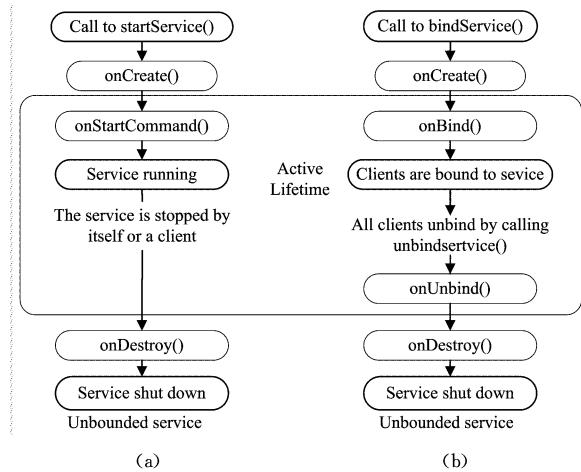 Call to startService()
onCreate()
onStartCommand()
Service running
The service is stopped by
itself or a client
onDestroy()
Service shut down
Unbounded service
(a)
Active
Lifetime
Call to bindService()
onCreate()
onBind()
Clients are bound to sevice
All clients unbind by calling
unbindsertvice()
onUnbind()
onDestroy()
Service shut down
Unbounded service
(b)